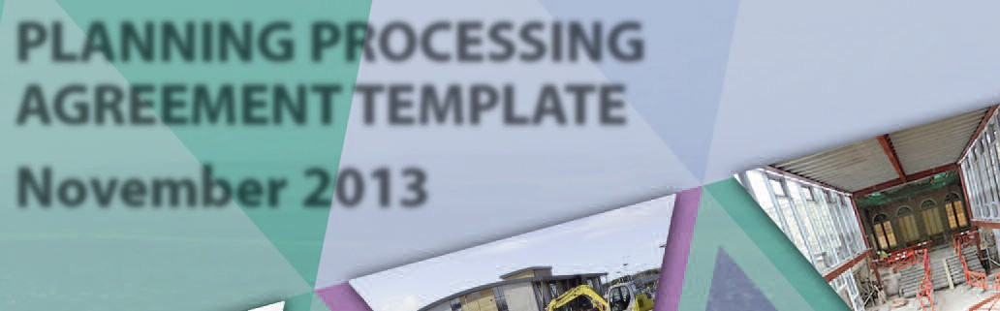 PLANNING PROCESSING
AGREEMENT TEMPLATE
November 2013